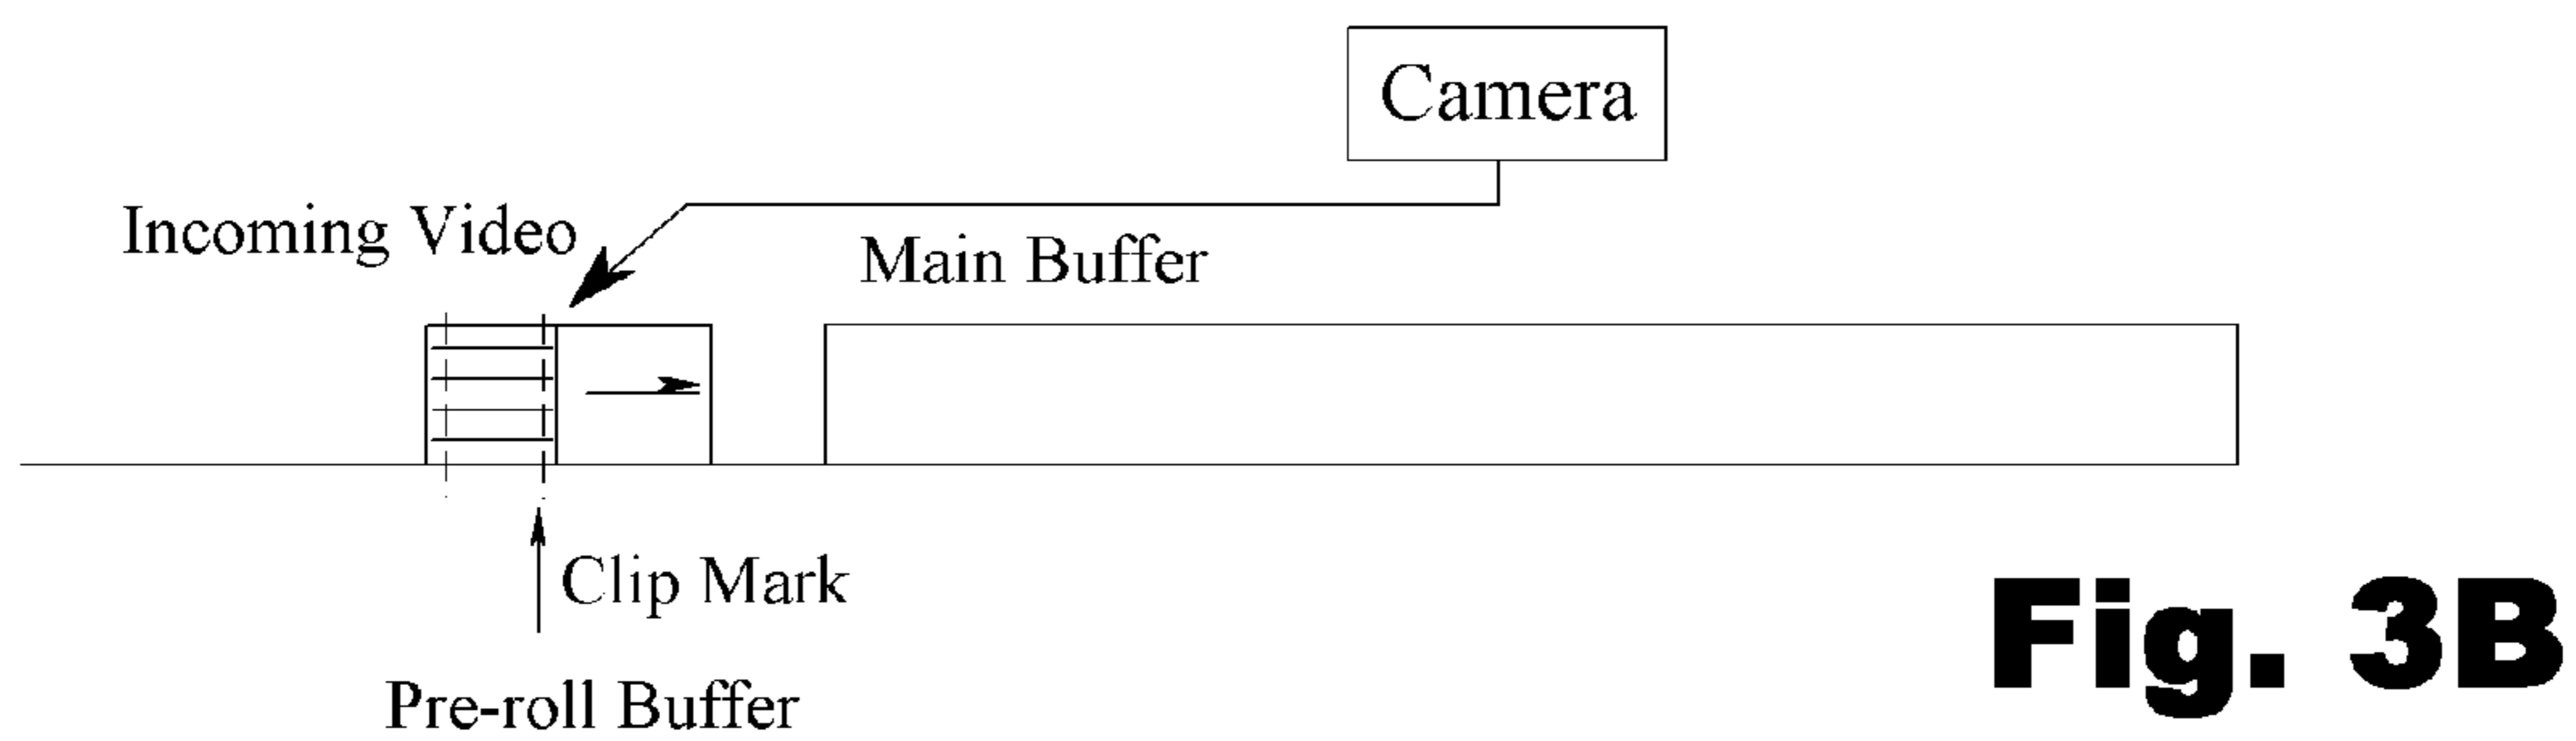 Camera
Incoming Video
Main Buffer
Clip Mark
Pre-roll Buffer
Fig. 3B